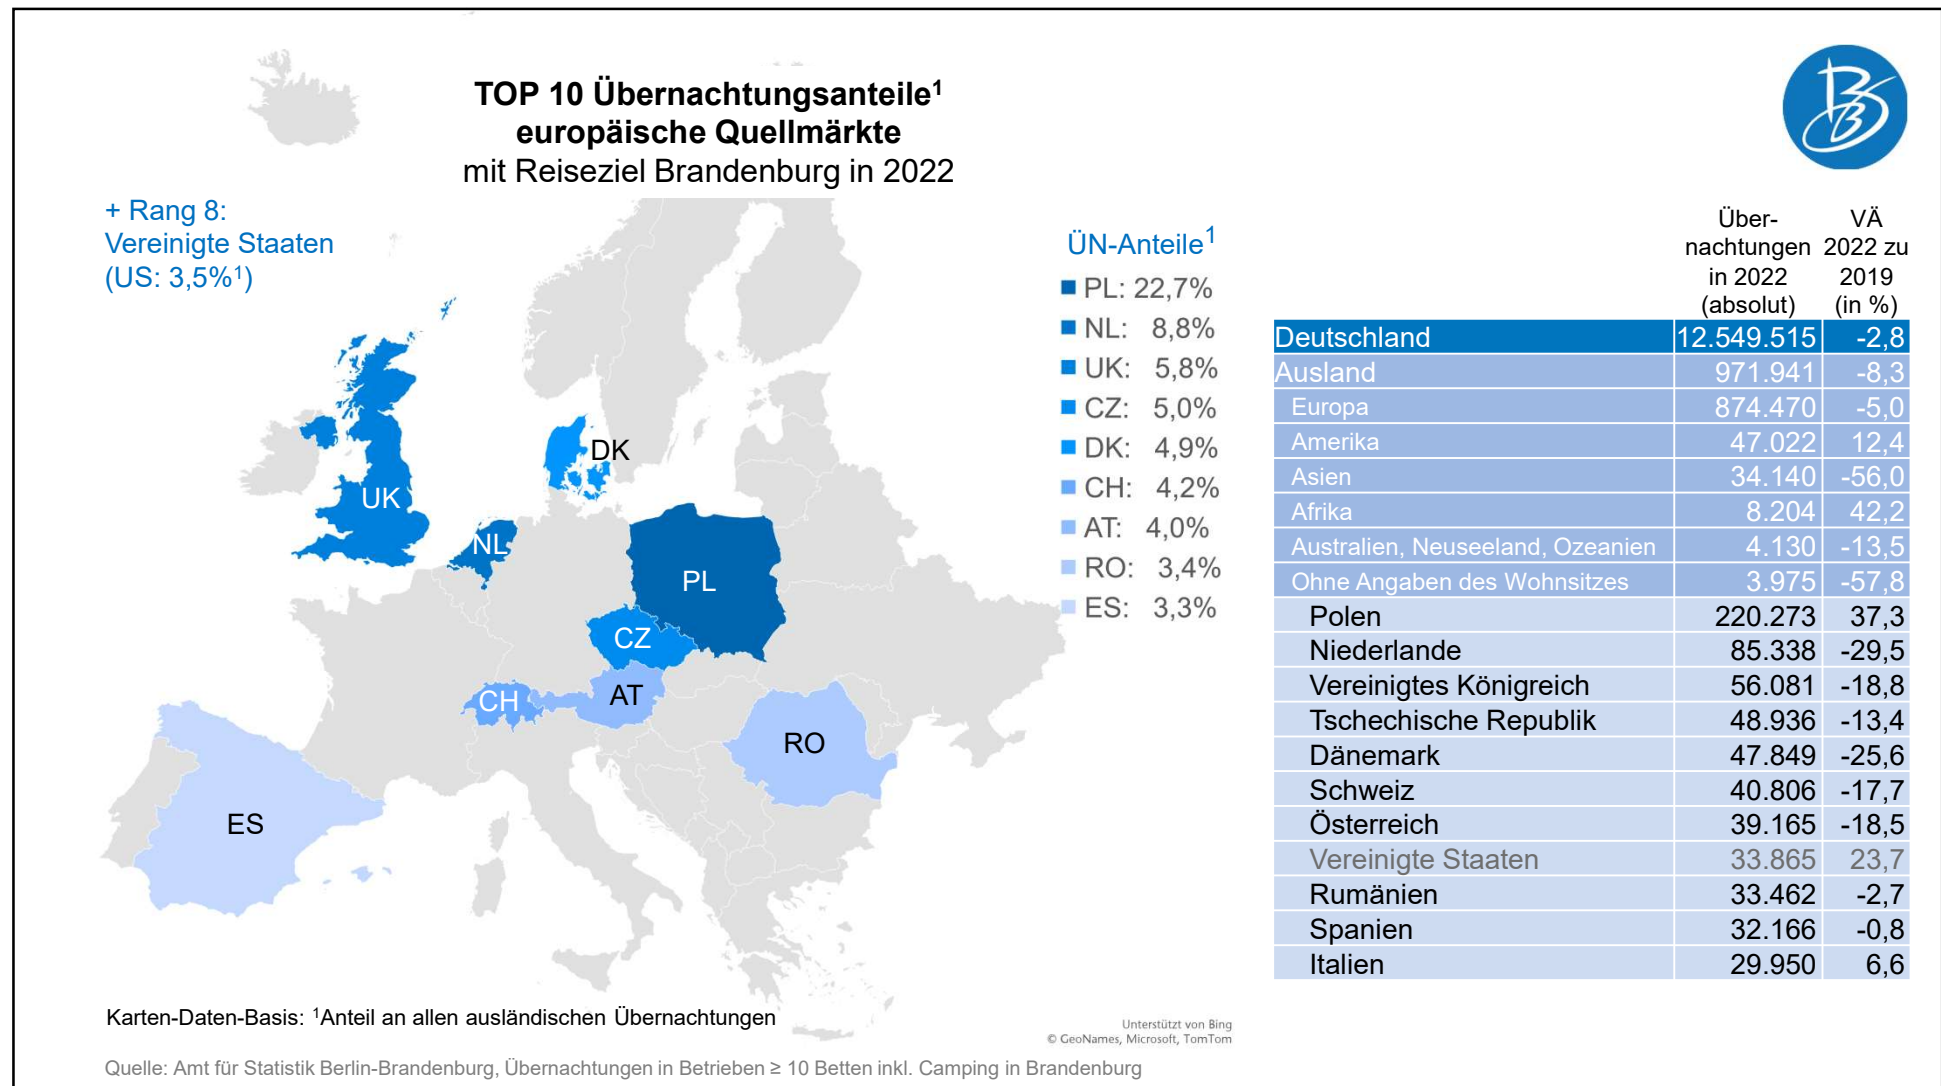 TOP 10 Übernachtungsanteile¹
europäische Quellmärkte
mit Reiseziel Brandenburg in 2022
+ Rang 8:
Vereinigte Staaten
(US: 3,5%¹)
ÜN-Anteile¹
PL: 22,7%
NL: 8,8%
UK: 5,8%
CZ: 5,0%
DK: 4,9%
CH: 4,2%
AT: 4,0%
RO: 3,4%
ES: 3,3%
DK
UK
NL
PL
CZ
CH
AT
RO
ES
Über-
nachtungen
in 2022
(absolut)
VÄ
2022 zu
2019
(in %)
Deutschland 12.549.515 -2,8
Ausland 971.941 -8,3
Europa 874.470 -5,0
Amerika 47.022 12,4
Asien 34.140 -56,0
Afrika 8.204 42,2
Australien, Neuseeland, Ozeanien 4.130 -13,5
Ohne Angaben des Wohnsitzes 3.975 -57,8
Polen 220.273 37,3
Niederlande 85.338 -29,5
Vereinigtes Königreich 56.081 -18,8
Tschechische Republik 48.936 -13,4
Dänemark 47.849 -25,6
Schweiz 40.806 -17,7
Österreich 39.165 -18,5
Vereinigte Staaten 33.865 23,7
Rumänien 33.462 -2,7
Spanien 32.166 -0,8
Italien 29.950 6,6
Karten-Daten-Basis: ¹Anteil an allen ausländischen Übernachtungen
Unterstützt von Bing
© GeoNames, Microsoft, TomTom
Quelle: Amt für Statistik Berlin-Brandenburg, Übernachtungen in Betrieben ≥ 10 Betten inkl. Camping in Brandenburg